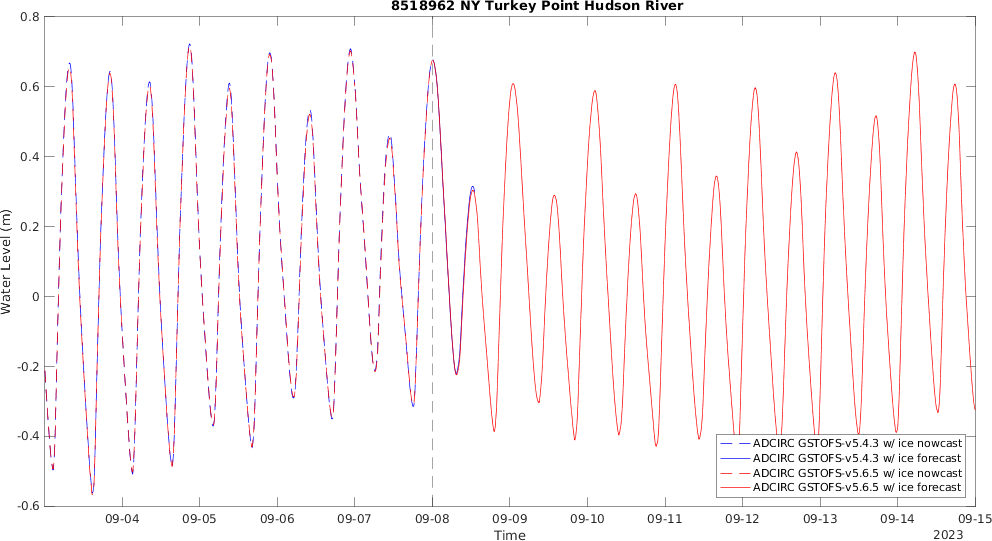 8518962 NY Turkey Point Hudson River
Water Level (m)
0.8
0.6
0.4
0.2
0
-0.2
-0.4
-0.6
09-04 09-05 09-06 09-07 09-08 09-09 09-10 09-11 09-12 09-13 09-14 09-15
Time
2023
ADCIRC GSTOFS-v5.4.3 w/ ice nowcast
ADCIRC GSTOFS-v5.4.3 w/ ice forecast
ADCIRC GSTOFS-v5.6.5 w/ ice nowcast
ADCIRC GSTOFS-v5.6.5 w/ ice forecast